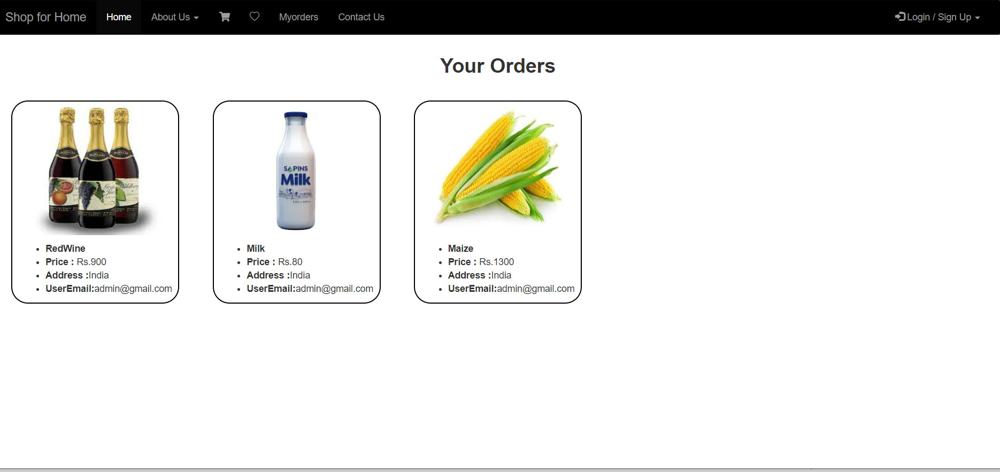 Shop for Home Home About Us Myorders Contact Us Login / Sign Up
Your Orders
SAPINS
Milk
RedWine
Price : Rs.900
Address :India
UserEmail:admin@gmail.com
Milk
Price : Rs.80
Address :India
UserEmail:admin@gmail.com
Maize
Price : Rs.1300
Address :India
UserEmail:admin@gmail.com